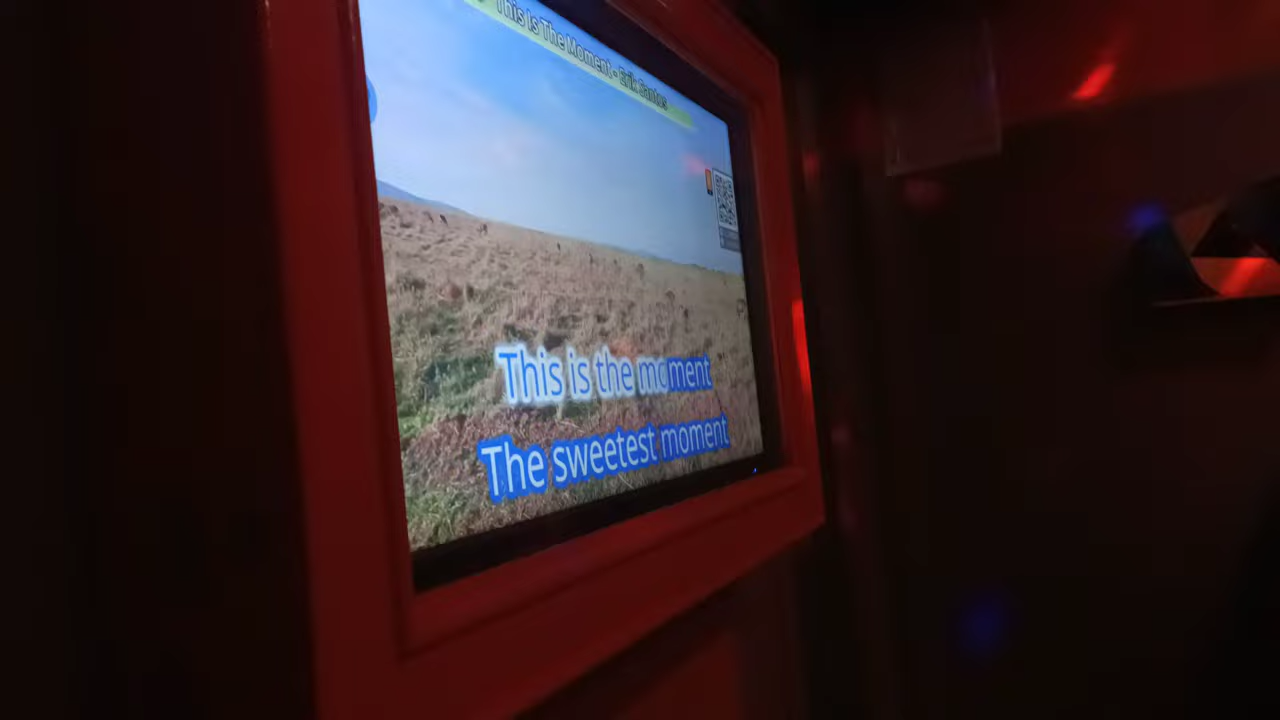 This Is The Moment - Erik Santos
This is the moment
The sweetest moment